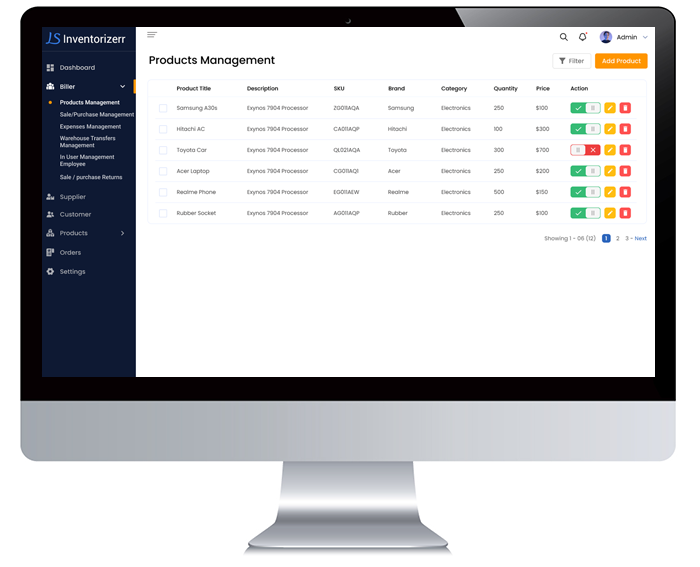 JS Inventorizerr
Admin
Products Management
Filter
Add Product
Dashboard
Biller
Products Management
Sale/Purchase Management
Expenses Management
Warehouse Transfers
Management
In User Management
Employee
Sale / purchase Returns
Supplier
Customer
Products
Orders
Settings
Product Title Description SKU Brand Category Quantity Price Action
Samsung A30s Exynos 7904 Processor ZG011AQA Samsung Electronics 250 $100
Hitachi AC Exynos 7904 Processor CA011AQP Hitachi Electronics 100 $300
Toyota Car Exynos 7904 Processor QL021AQA Toyota Electronics 300 $700
Acer Laptop Exynos 7904 Processor CG011AQ1 Acer Electronics 250 $200
Realme Phone Exynos 7904 Processor EG011AEW Realme Electronics 500 $150
Rubber Socket Exynos 7904 Processor AG011AQP Rubber Electronics 250 $100
Showing 1 - 06 (12) 1 2 3 - Next